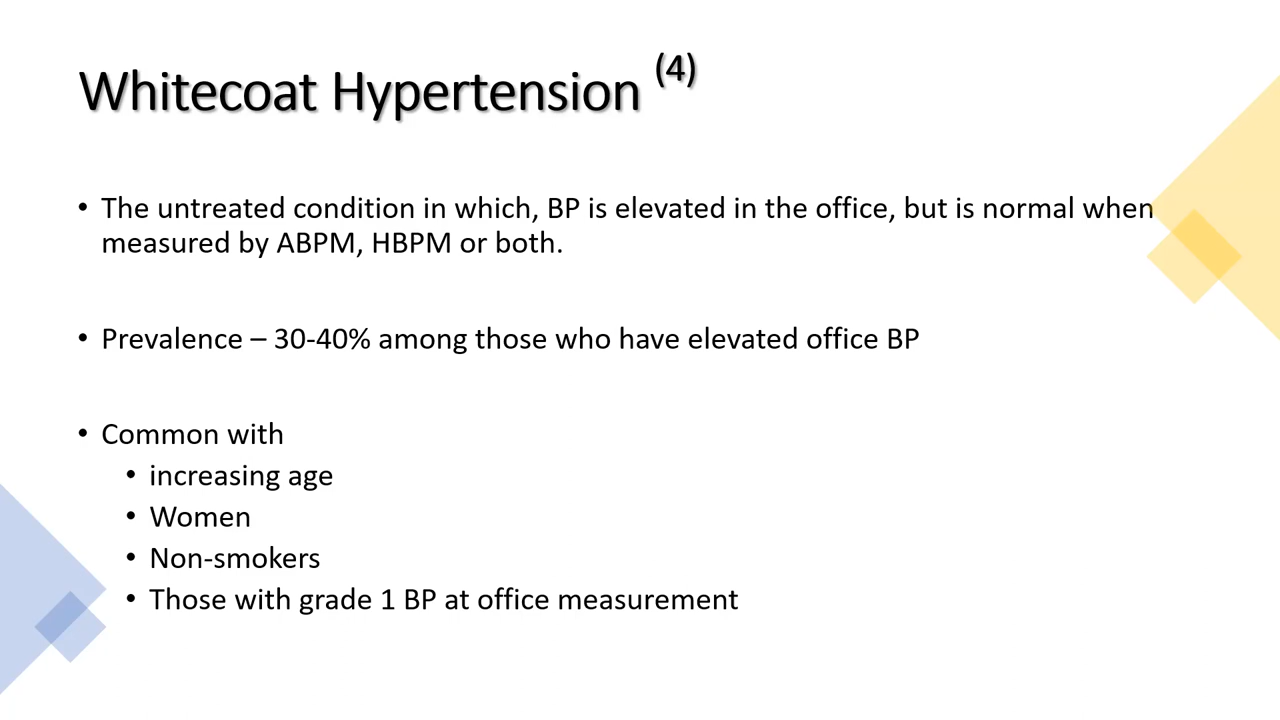 Whitecoat Hypertension (4)
• The untreated condition in which, BP is elevated in the office, but is normal when
measured by ABPM, HBPM or both.
• Prevalence – 30-40% among those who have elevated office BP
• Common with
• increasing age
• Women
• Non-smokers
• Those with grade 1 BP at office measurement